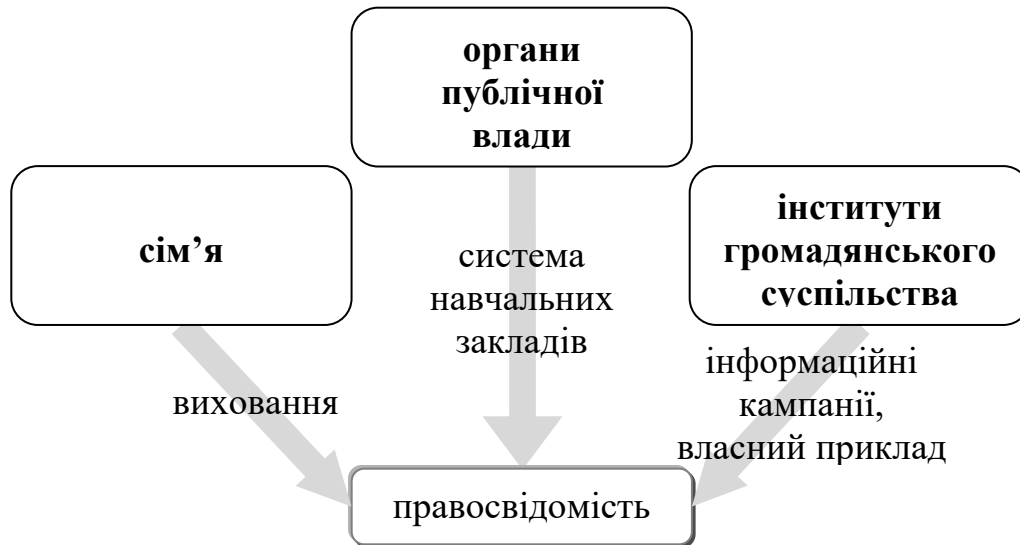 органи
публічної
влади
сім’я
інститути
громадянського
суспільства
система
навчальних
закладів
виховання
інформаційні
кампанії,
власний приклад
правосвідомість